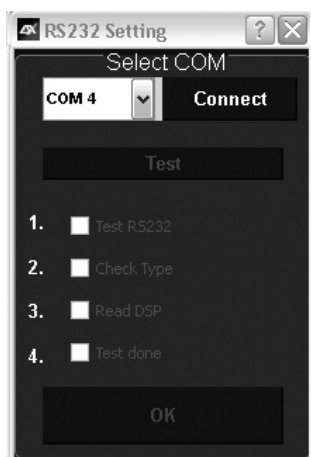 4X RS232 Setting
Select COM
COM 4 Connect
Test
1. Test RS232
2. Check Type
3. Read DSP
4. Test done
OK